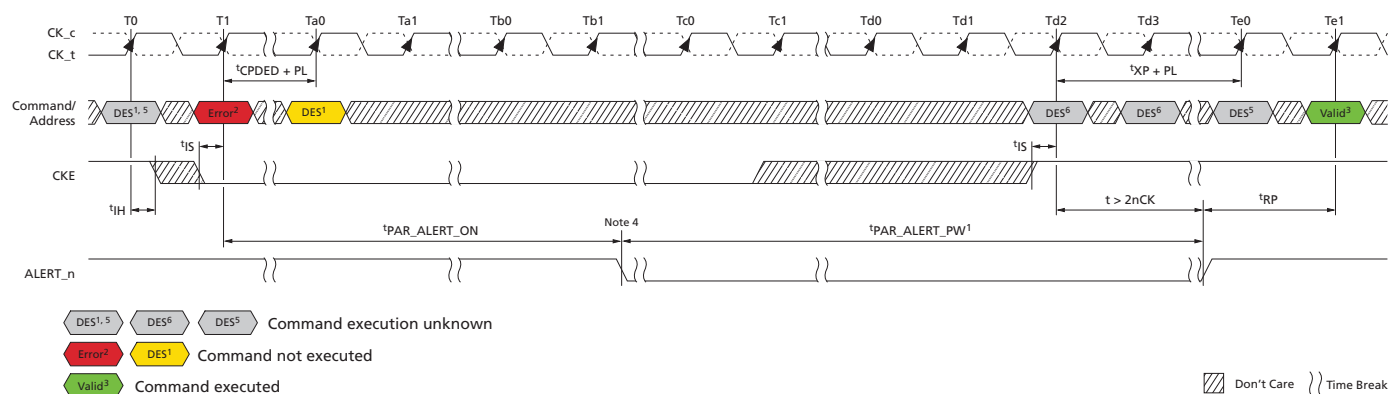 T0 T1 Ta0 Ta1 Tb0 Tb1 Tc0 Tc1 Td0 Td1 Td2 Td3 Te0 Te1
CK_c
CK_t
tCPDED + PL tXP + PL
Command/
Address
DES1, 5 Error2 DES1 DES6 DES6 DES5 Valid3
tIS tIS
CKE
tIH t > 2nCK tRP
Note 4
tPAR_ALERT_ON tPAR_ALERT_PW1
ALERT_n
DES1, 5 DES6 DES5 Command execution unknown
Error2 DES1 Command not executed
Valid3 Command executed
Don't Care Time Break